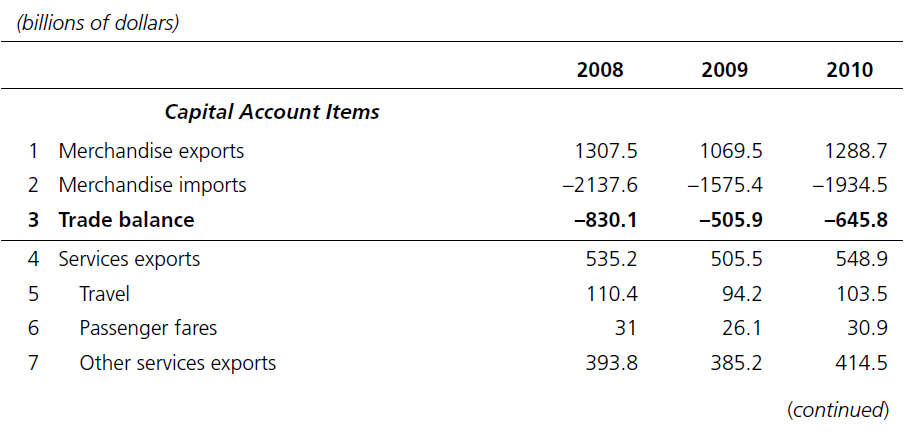 (billions of dollars)
2008 2009 2010
Capital Account Items
1 Merchandise exports 1307.5 1069.5 1288.7
2 Merchandise imports –2137.6 –1575.4 –1934.5
3 Trade balance –830.1 –505.9 –645.8
4 Services exports 535.2 505.5 548.9
5 Travel 110.4 94.2 103.5
6 Passenger fares 31 26.1 30.9
7 Other services exports 393.8 385.2 414.5
(continued)